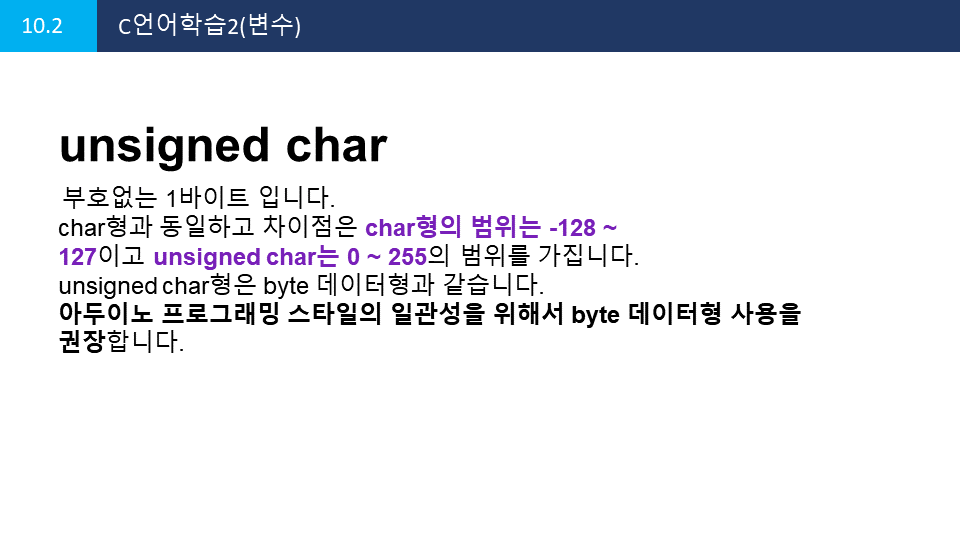 10.2
C언어학습2(변수)
unsigned char
부호없는 1바이트 입니다.
char형과 동일하고 차이점은 char형의 범위는 -128 ~
127이고 unsigned char는 0 ~ 255의 범위를 가집니다.
unsigned char형은 byte 데이터형과 같습니다.
아두이노 프로그래밍 스타일의 일관성을 위해서 byte 데이터형 사용을
권장합니다.